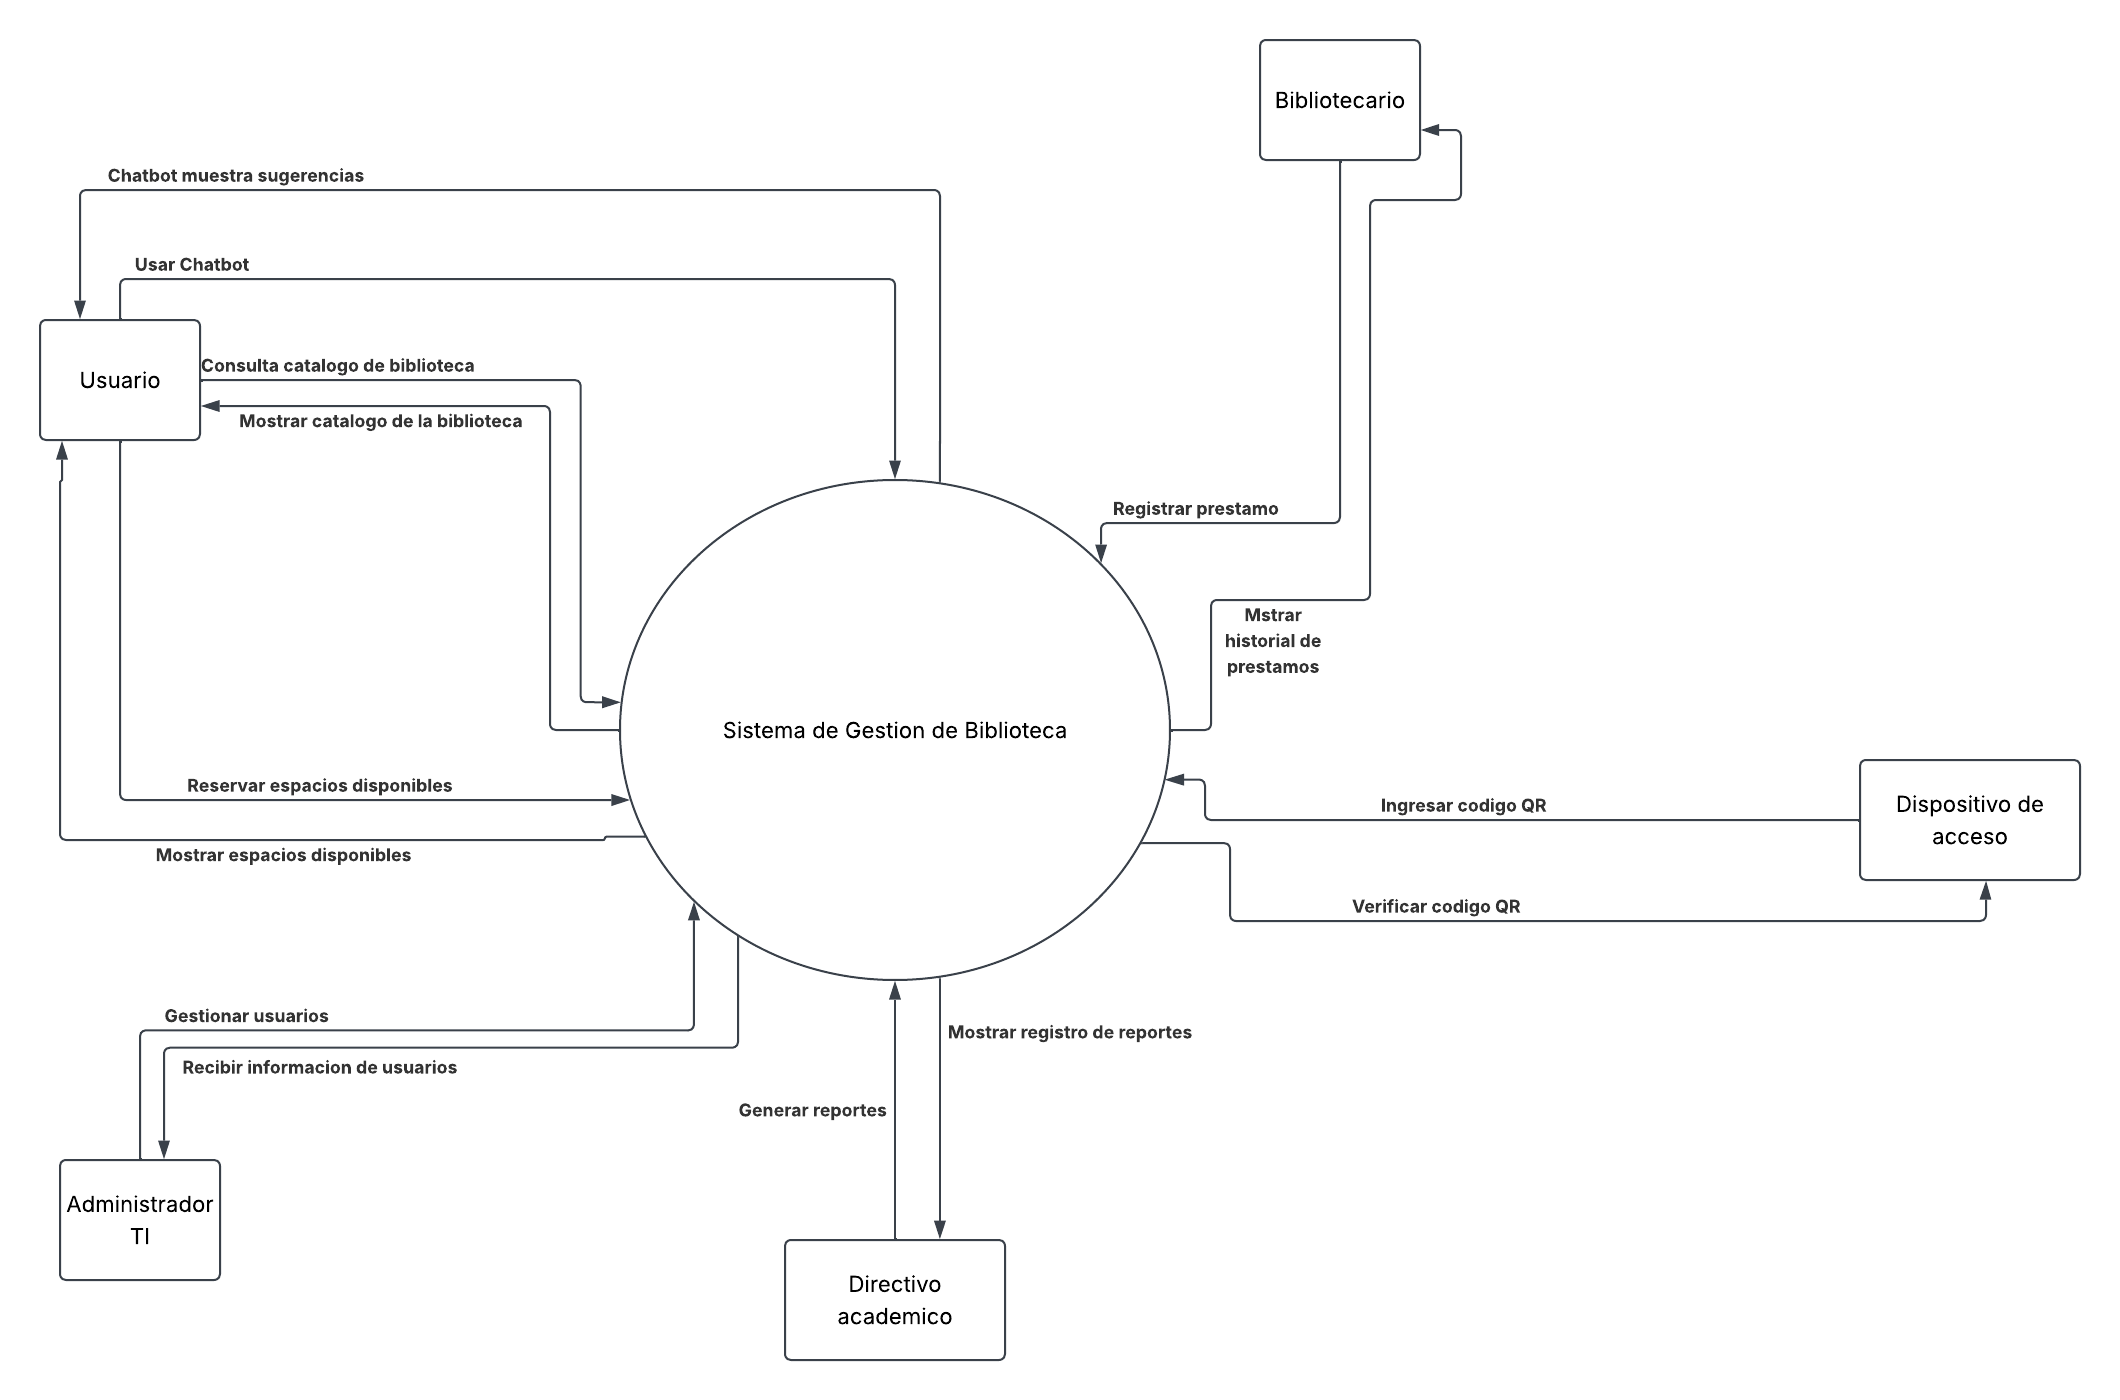 Bibliotecario
Chatbot muestra sugerencias
Usar Chatbot
Consulta catalogo de biblioteca
Usuario
Mostrar catalogo de la biblioteca
Registrar prestamo
Mstrar
historial de
prestamos
Sistema de Gestion de Biblioteca
Reservar espacios disponibles
Ingresar codigo QR
Dispositivo de
acceso
Mostrar espacios disponibles
Verificar codigo QR
Gestionar usuarios
Mostrar registro de reportes
Recibir informacion de usuarios
Generar reportes
Administrador
TI
Directivo
academico